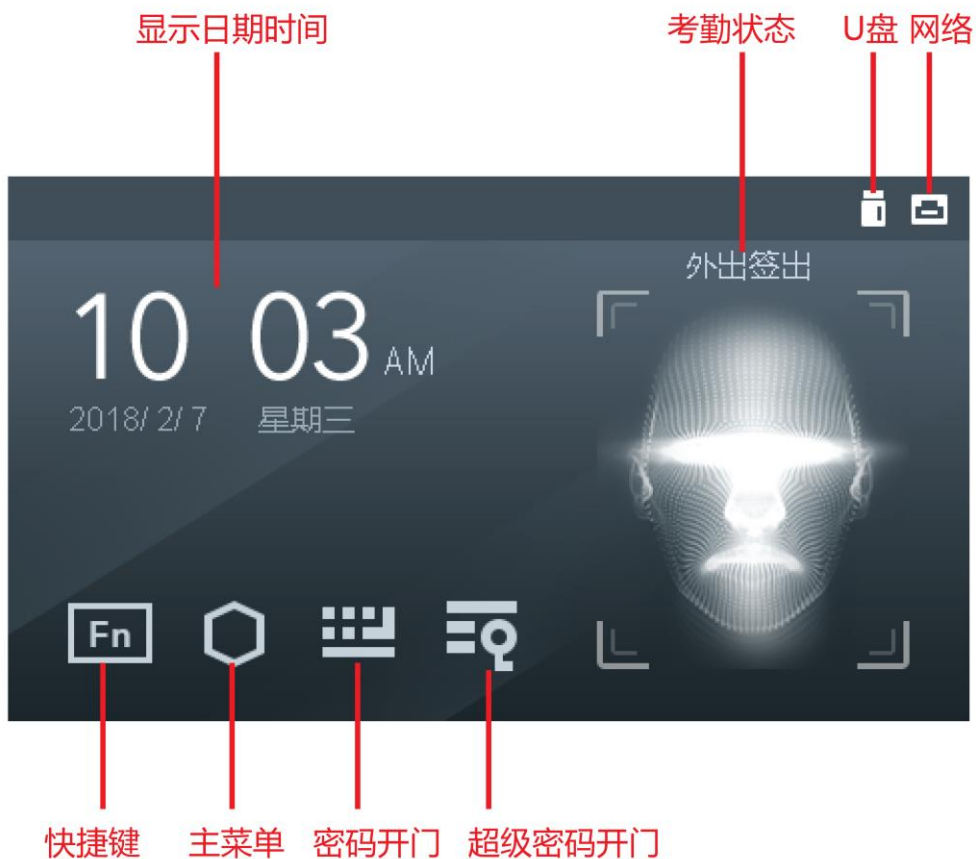 显示日期时间
考勤状态
U盘 网络
外出签出
10 03 AM
2018/ 2/ 7 星期三
Fn
快捷键 主菜单 密码开门 超级密码开门